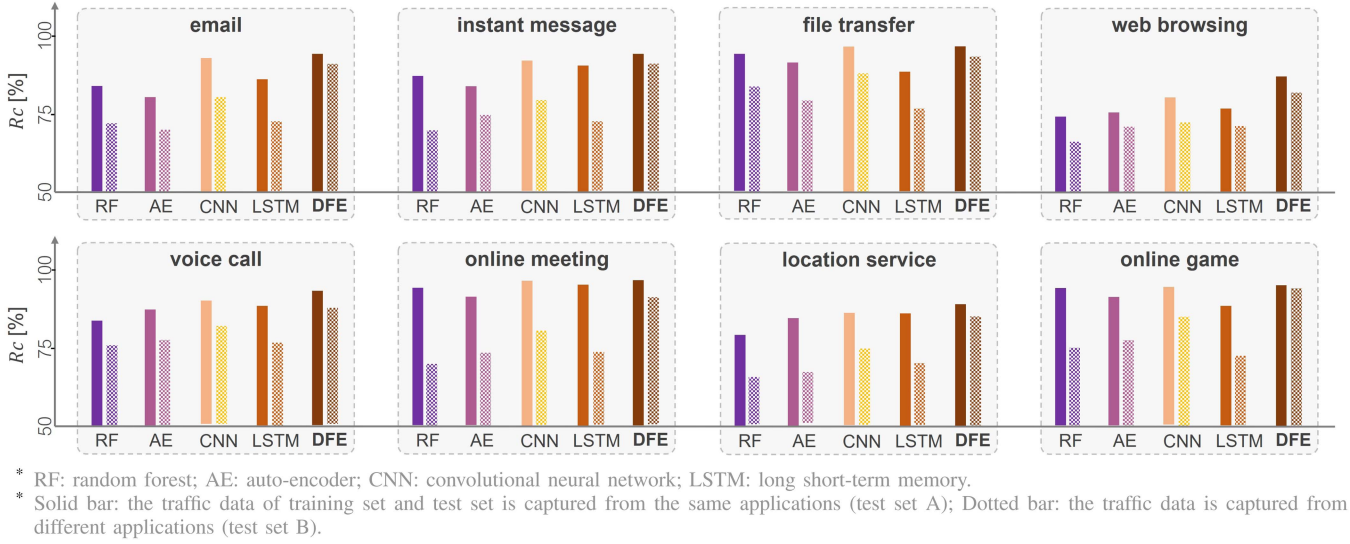 email instant message file transfer web browsing
100
Rc [%]
75
50
RF AE CNN LSTM DFE RF AE CNN LSTM DFE RF AE CNN LSTM DFE RF AE CNN LSTM DFE
voice call online meeting location service online game
100
Rc [%]
75
50
RF AE CNN LSTM DFE RF AE CNN LSTM DFE RF AE CNN LSTM DFE RF AE CNN LSTM DFE
* RF: random forest; AE: auto-encoder; CNN: convolutional neural network; LSTM: long short-term memory.
* Solid bar: the traffic data of training set and test set is captured from the same applications (test set A); Dotted bar: the traffic data is captured from
different applications (test set B).